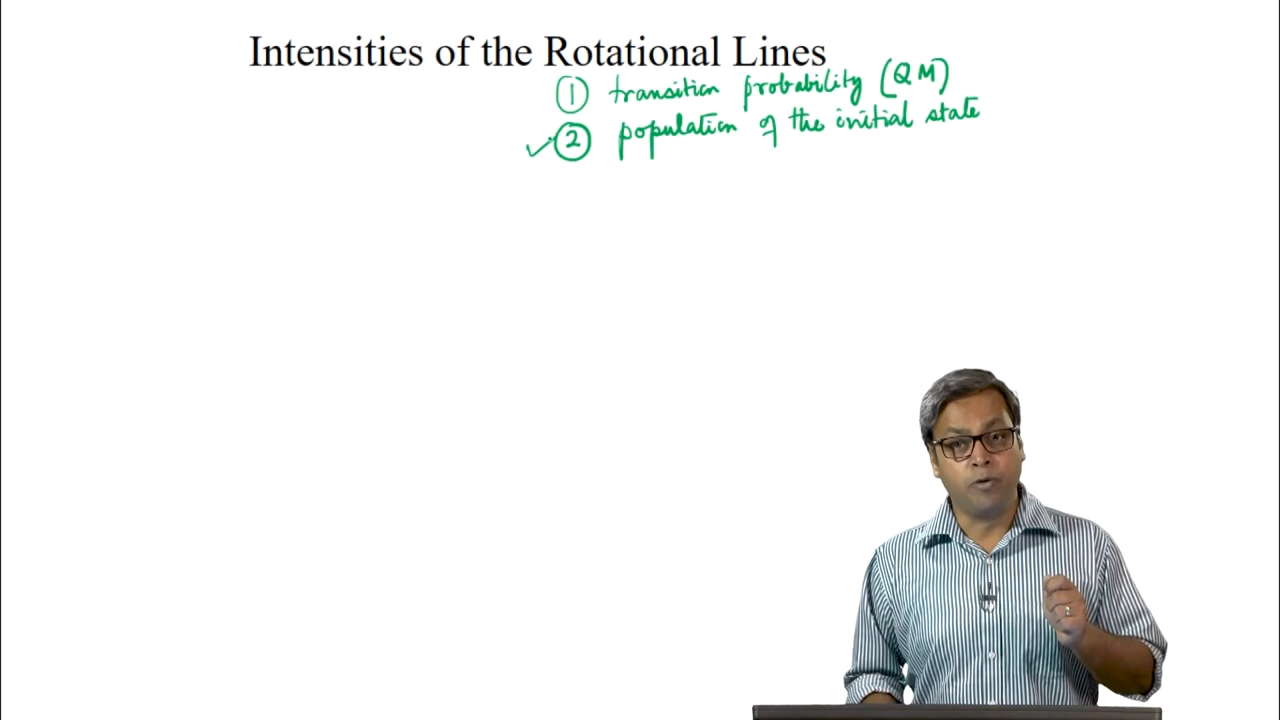 Intensities of the Rotational Lines
① transition probability (QM)
✓② population of the initial state